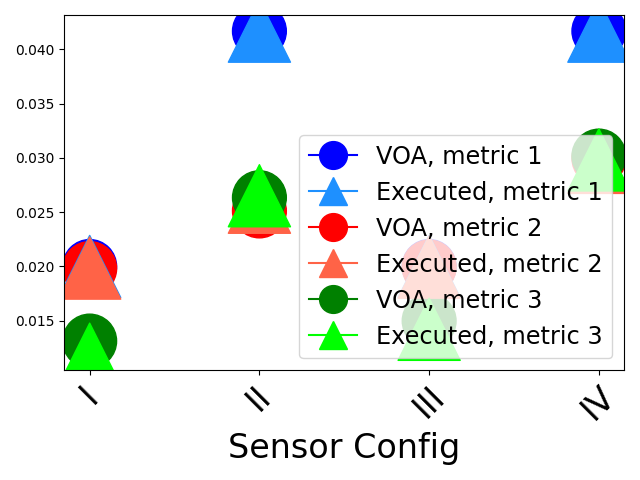 0.040
0.035
0.030
0.025
0.020
0.015
VOA, metric 1
Executed, metric 1
VOA, metric 2
Executed, metric 2
VOA, metric 3
Executed, metric 3
I
II
III
IV
Sensor Config